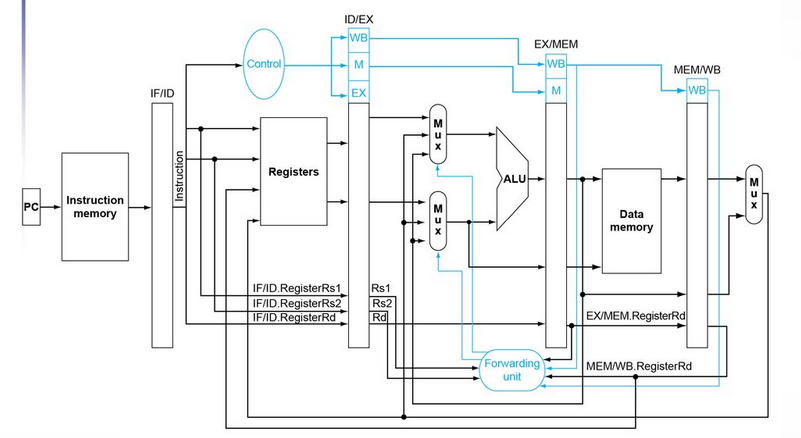 ID/EX
WB
EX/MEM
Control
M
WB
MEM/WB
IF/ID
EX
M
WB
Mux
Instruction
Registers
ALU
Mux
PC
Instruction
memory
Mux
Data
memory
IF/ID.RegisterRs1
Rs1
IF/ID.RegisterRs2
Rs2
IF/ID.RegisterRd
Rd
EX/MEM.RegisterRd
Forwarding
unit
MEM/WB.RegisterRd